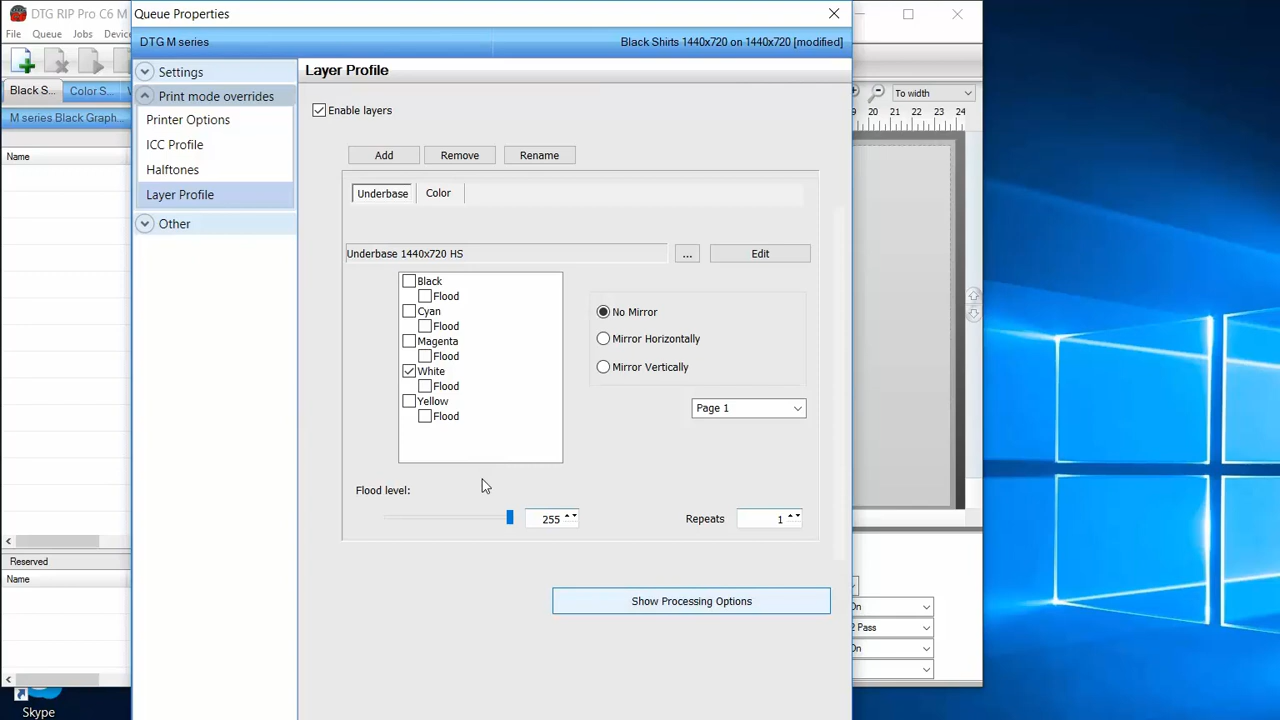 DTG RIP Pro C6 M
Queue Properties
File Queue Jobs
DTG M series
Black Shirts 1440x720 on 1440x720 [modified]
Black S...
Color S...
M series Black Graph...
Name
Settings
Print mode overrides
Printer Options
ICC Profile
Halftones
Layer Profile
Other
Layer Profile
Enable layers
Add
Remove
Rename
Underbase
Color
Underbase 1440x720 HS
...
Edit
Black
Flood
Cyan
Flood
Magenta
Flood
White
Flood
Yellow
Flood
No Mirror
Mirror Horizontally
Mirror Vertically
Page 1
Flood level:
255
Repeats
1
Show Processing Options
To width
20 21 22 23 24
Reserved
Name
On
On
Skype